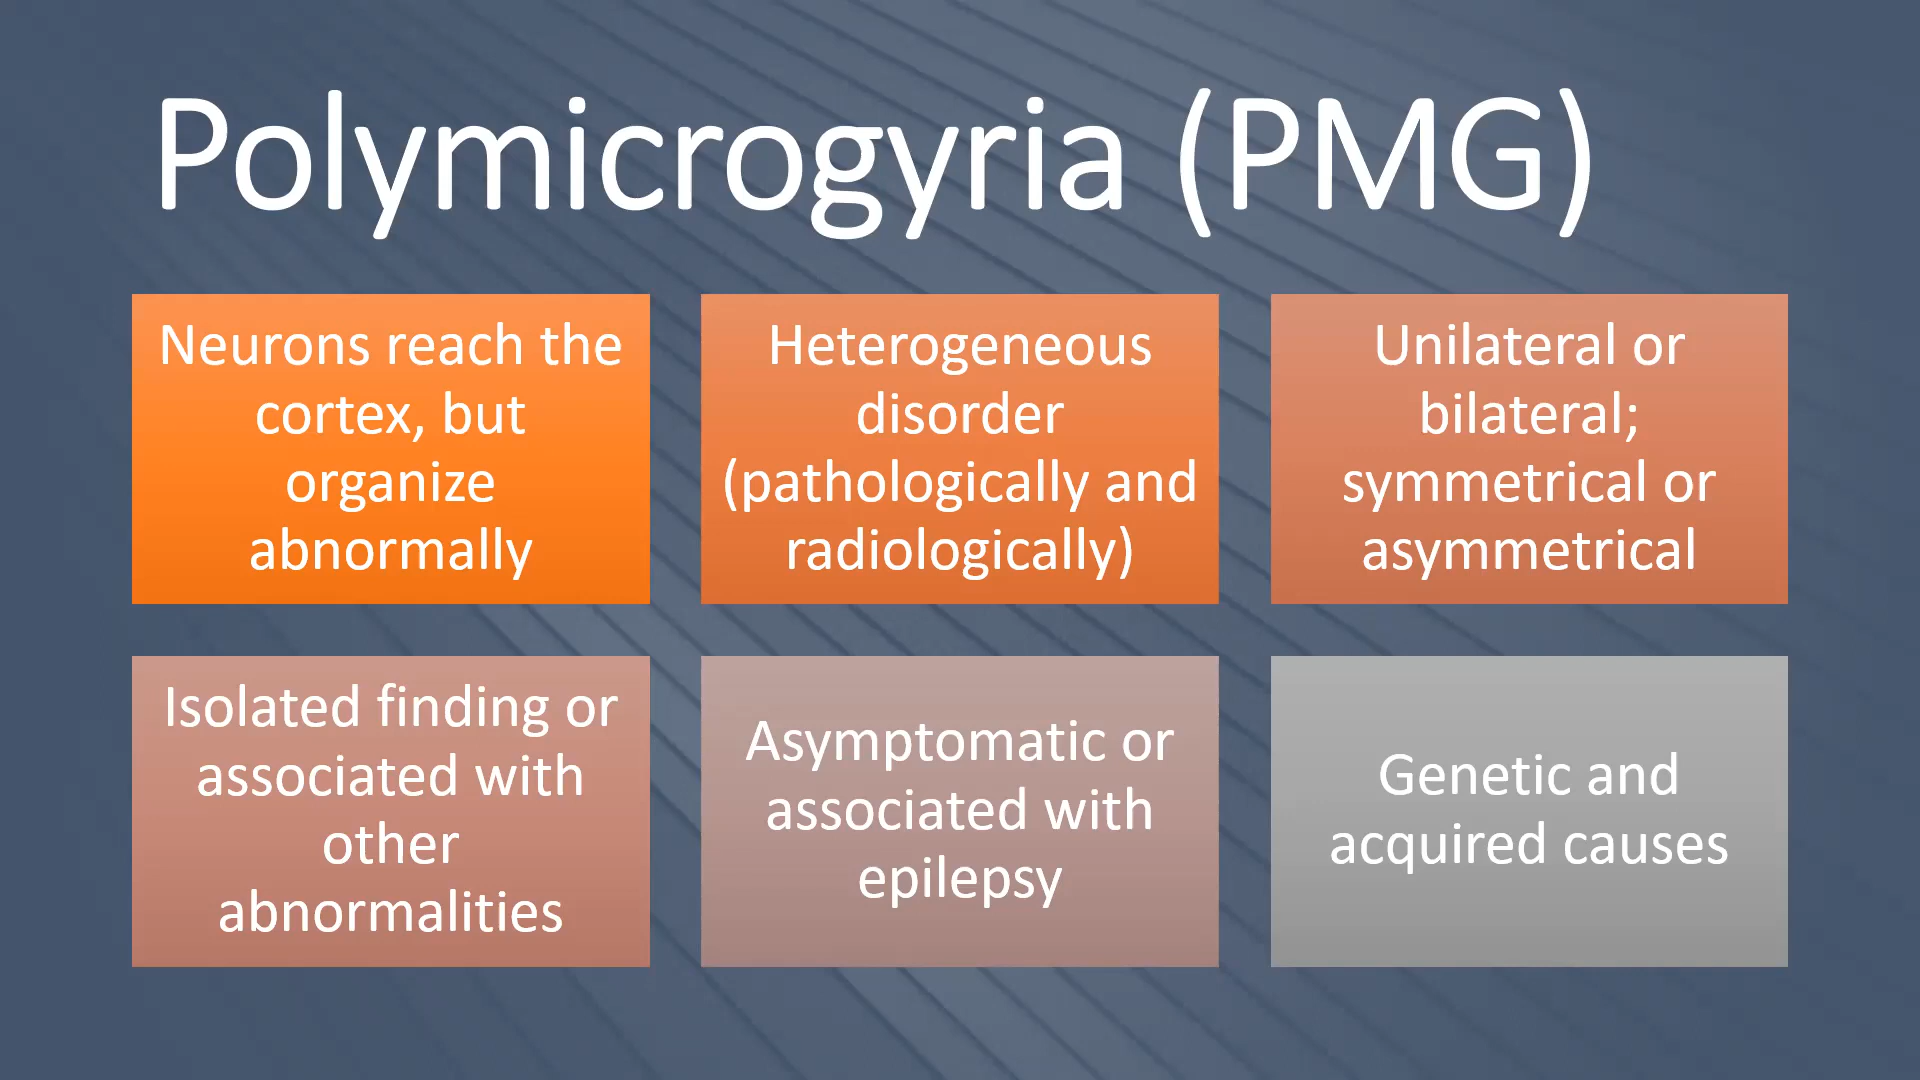 Polymicrogyria (PMG)
Neurons reach the
cortex, but
organize
abnormally
Heterogeneous
disorder
(pathologically and
radiologically)
Unilateral or
bilateral;
symmetrical or
asymmetrical
Isolated finding or
associated with
other
abnormalities
Asymptomatic or
associated with
epilepsy
Genetic and
acquired causes